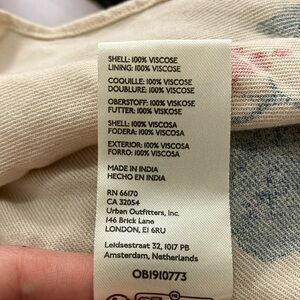 SHELL: 100% VISCOSE
LINING: 100% VISCOSE
COQUILLE: 100% VISCOSE
DOUBLURE: 100% VISCOSE
OBERSTOFF: 100% VISKOSE
FUTTER: 100% VISKOSE
SHELL: 100% VISCOSA
FODERA: 100% VISCOSA
EXTERIOR: 100% VISCOSA
FORRO: 100% VISCOSA
MADE IN INDIA
HECHO EN INDIA
RN 66170
CA 32054
Urban Outfitters, Inc.
146 Brick Lane
LONDON, E1 6RU
Leidsestraat 32, 1017 PB
Amsterdam, Netherlands
OB1910773